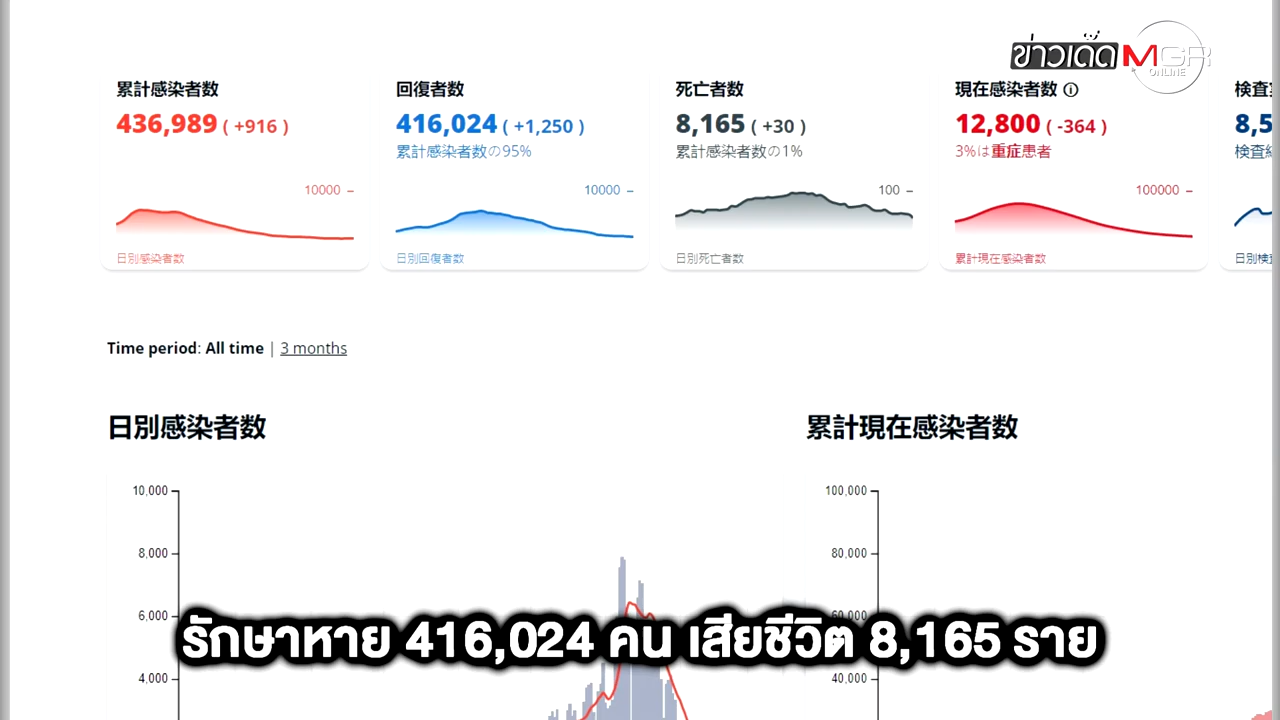 ข่าวเด็ด MGR ONLINE
累計感染者数
436,989 ( +916 )
10000
日別感染者数
回復者数
416,024 ( +1,250 )
累計感染者数の95%
10000
日別回復者数
死亡者数
8,165 ( +30 )
累計感染者数の1%
100
日別死亡者数
現在感染者数
12,800 ( -364 )
3%は重症患者
100000
累計現在感染者数
8,5
日別検
Time period: All time | 3 months
日別感染者数
10,000
8,000
6,000
4,000
累計現在感染者数
100,000
80,000
60,000
40,000
รักษาหาย 416,024 คน เสียชีวิต 8,165 ราย